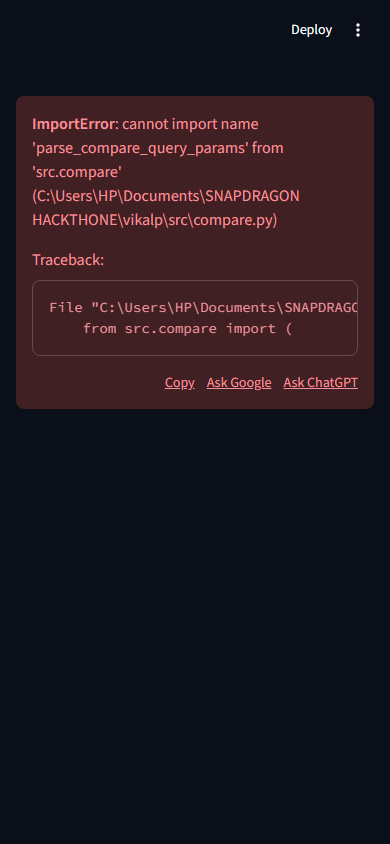 Deploy
ImportError: cannot import name
'parse_compare_query_params' from
'src.compare'
(C:\Users\HP\Documents\SNAPDRAGON
HACKTHONE\vikalp\src\compare.py)
Traceback:
File "C:\Users\HP\Documents\SNAPDRAGO
from src.compare import (
Copy Ask Google Ask ChatGPT